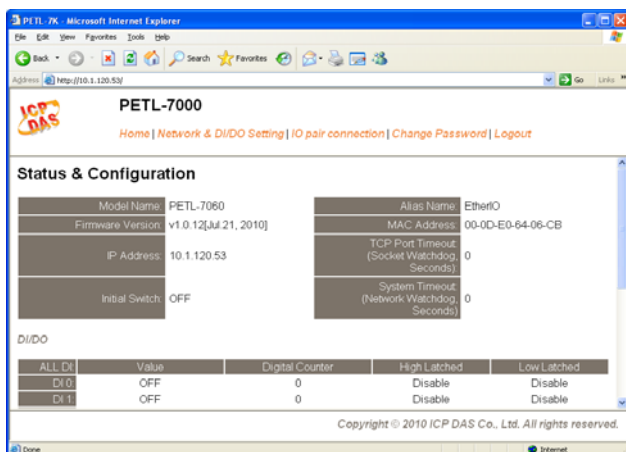 PETL-7K - Microsoft Internet Explorer
File Edit View Favorites Tools Help
Back Search Favorites
Address http://10.1.120.53/ Go Links »
ICP DAS
PETL-7000
Home | Network & DI/DO Setting | IO pair connection | Change Password | Logout
Status & Configuration
Model Name: PETL-7060 Alias Name: EtherIO
Firmware Version: v1.0.12[Jul.21, 2010] MAC Address: 00-0D-E0-64-06-CB
IP Address: 10.1.120.53 TCP Port Timeout (Socket Watchdog, Seconds): 0
Initial Switch: OFF System Timeout (Network Watchdog, Seconds): 0
DI/DO
ALL DI: Value Digital Counter High Latched Low Latched
DI 0: OFF 0 Disable Disable
DI 1: OFF 0 Disable Disable
Copyright © 2010 ICP DAS Co., Ltd. All rights reserved.
Done Internet